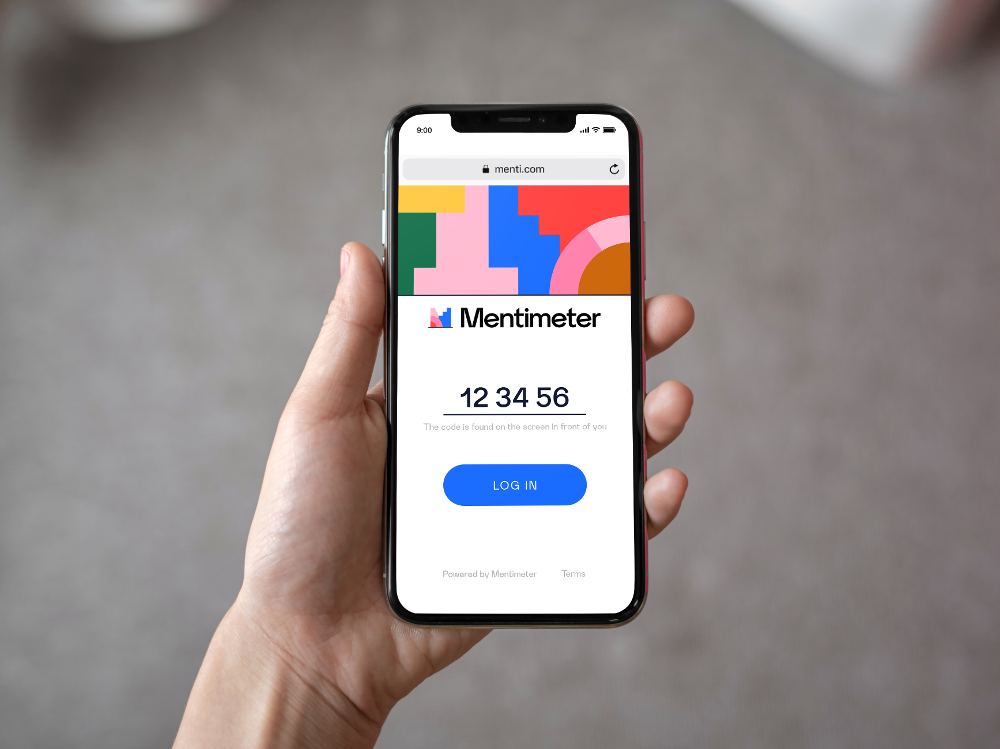 9:00
menti.com
Mentimeter
12 34 56
The code is found on the screen in front of you
LOG IN
Powered by Mentimeter Terms